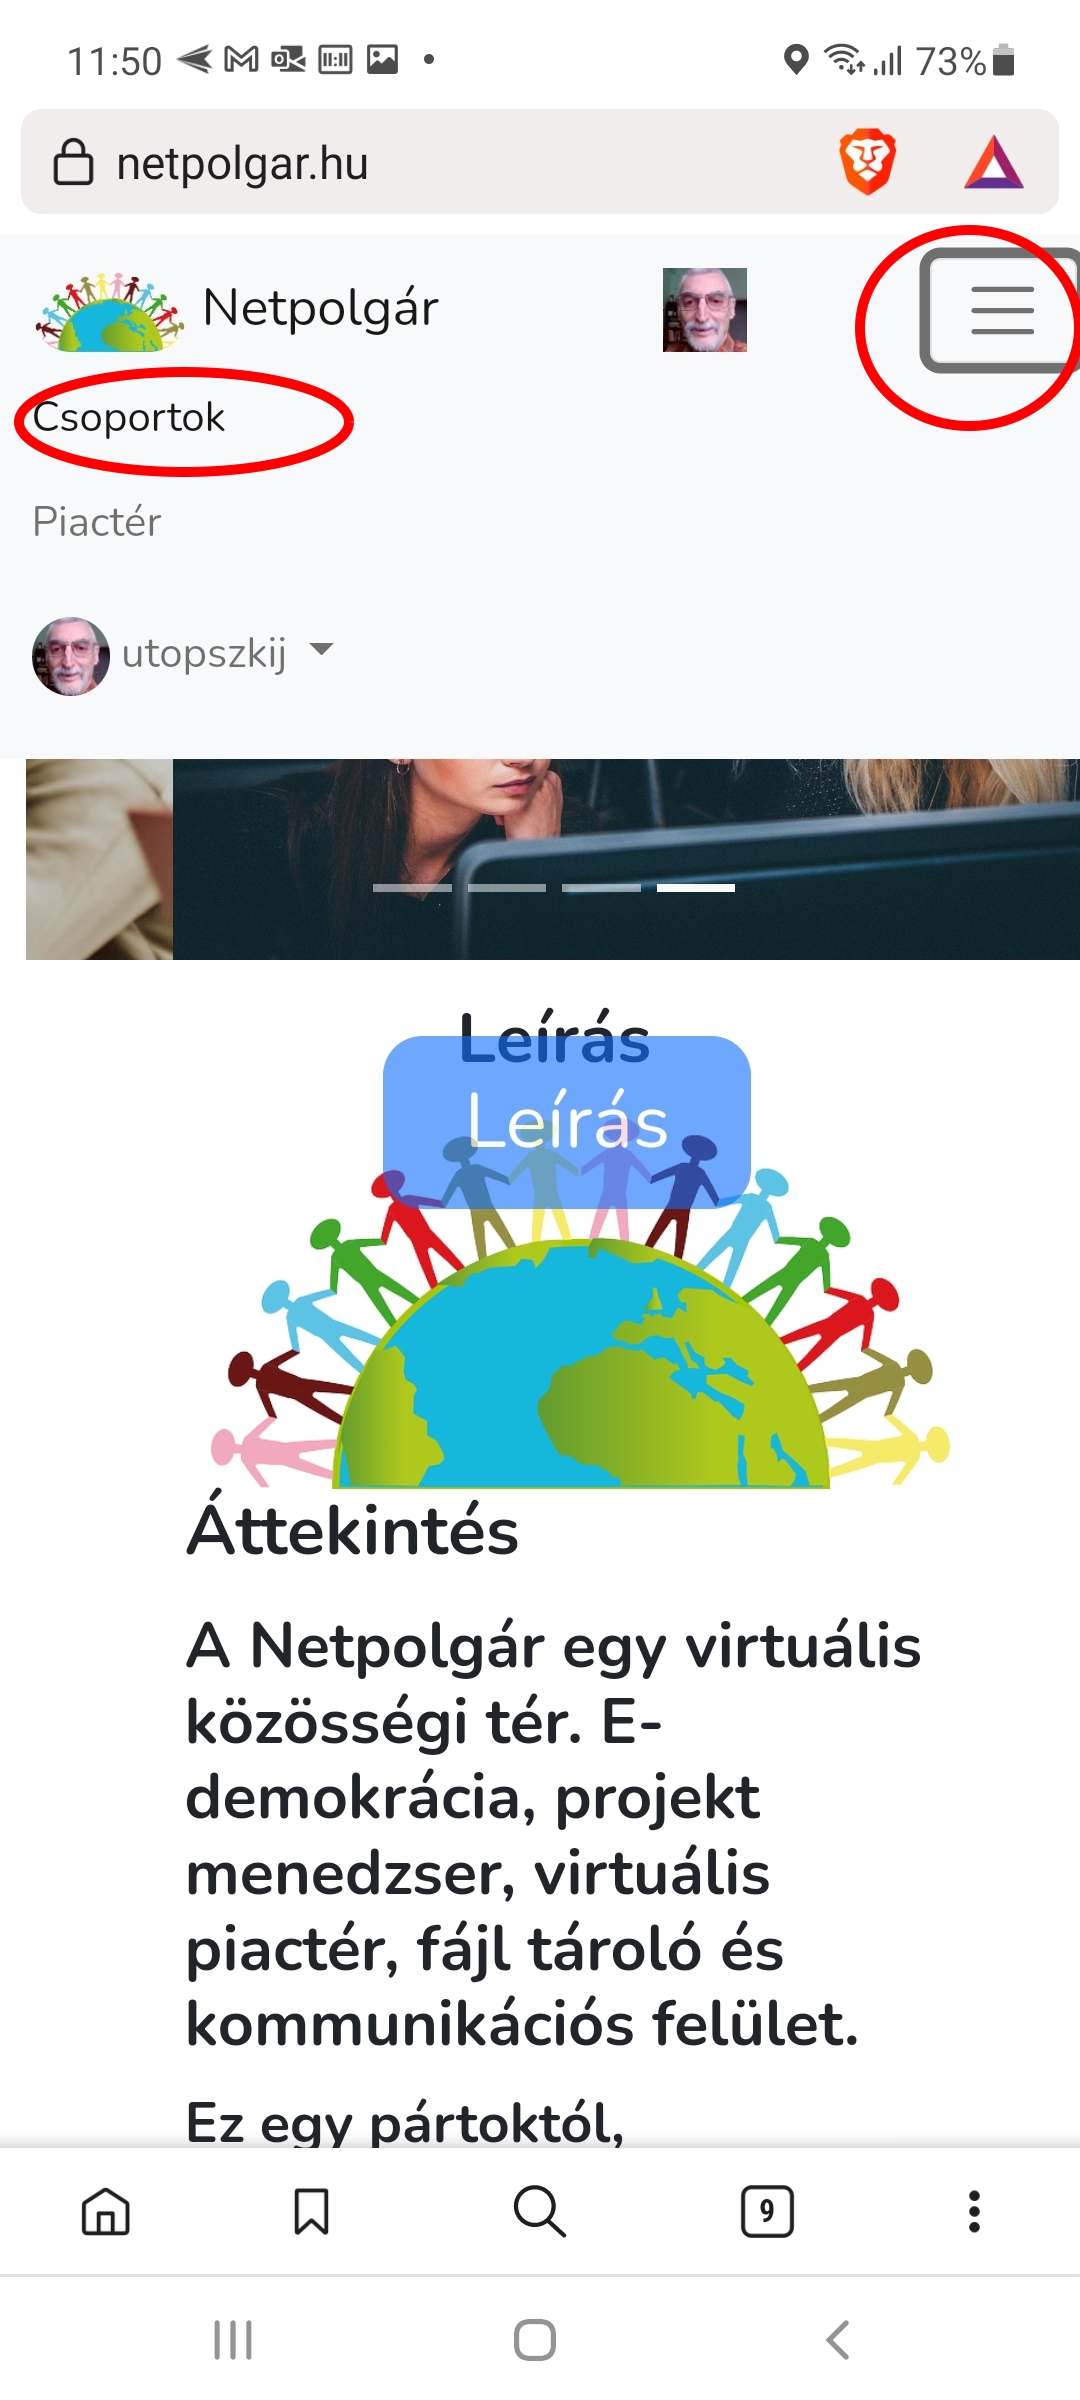 11:50
73%
netpolgar.hu
Netpolgár
Csoportok
Piactér
utopszkij
Leírás
Leírás
Áttekintés
A Netpolgár egy virtuális
közösségi tér. E-
demokrácia, projekt
menedzser, virtuális
piactér, fájl tároló és
kommunikációs felület.
Ez egy pártoktól,
9